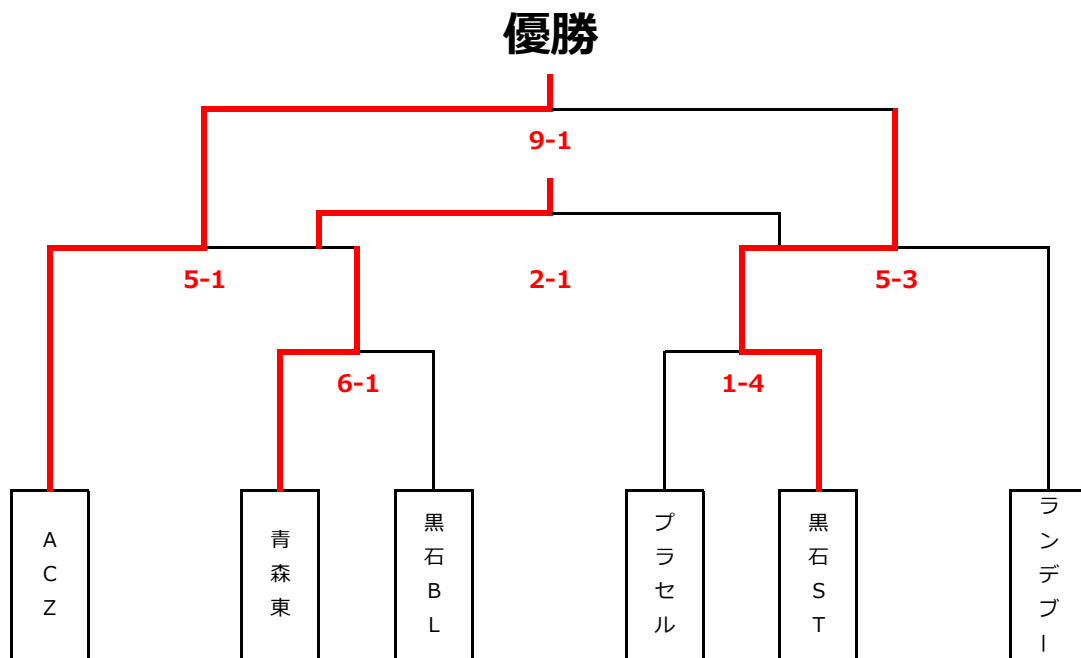 優勝
9-1
5-1
2-1
5-3
6-1
1-4
ACZ
青森東
黒石BL
プラセル
黒石ST
ランデブー